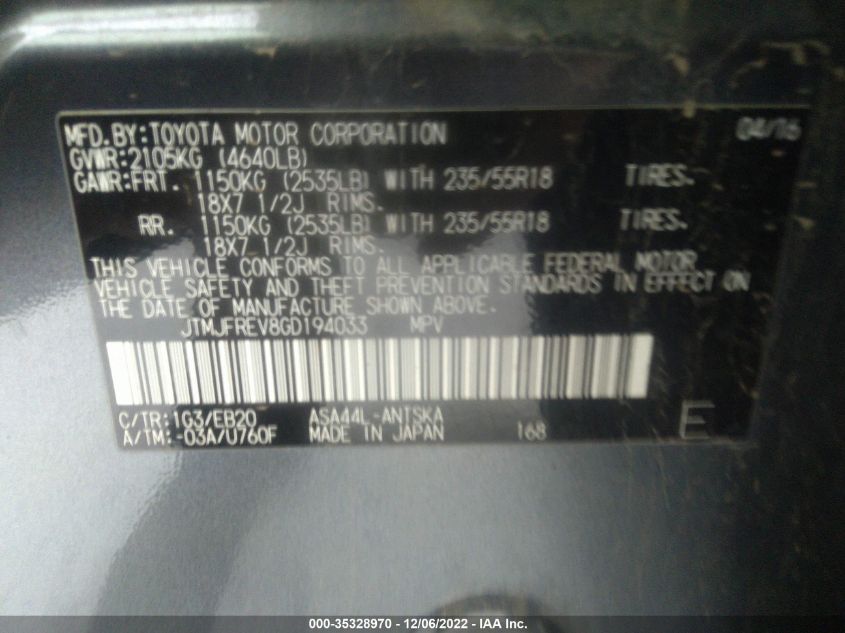 MFD.BY:TOYOTA MOTOR CORPORATION 04/16
GVWR:2105KG (4640LB)
GAWR:FRT. 1150KG (2535LB) WITH 235/55R18 TIRES.
18X7 1/2J RIMS.
RR. 1150KG (2535LB) WITH 235/55R18 TIRES.
18X7 1/2J RIMS.
THIS VEHICLE CONFORMS TO ALL APPLICABLE FEDERAL MOTOR
VEHICLE SAFETY AND THEFT PREVENTION STANDARDS IN EFFECT ON
THE DATE OF MANUFACTURE SHOWN ABOVE.
JTMJFREV8GD194033 MPV
C/TR:1G3/EB20 ASA44L-ANTSKA
A/TM:-03A/U760F MADE IN JAPAN 168 E
000-35328970 - 12/06/2022 - IAA Inc.